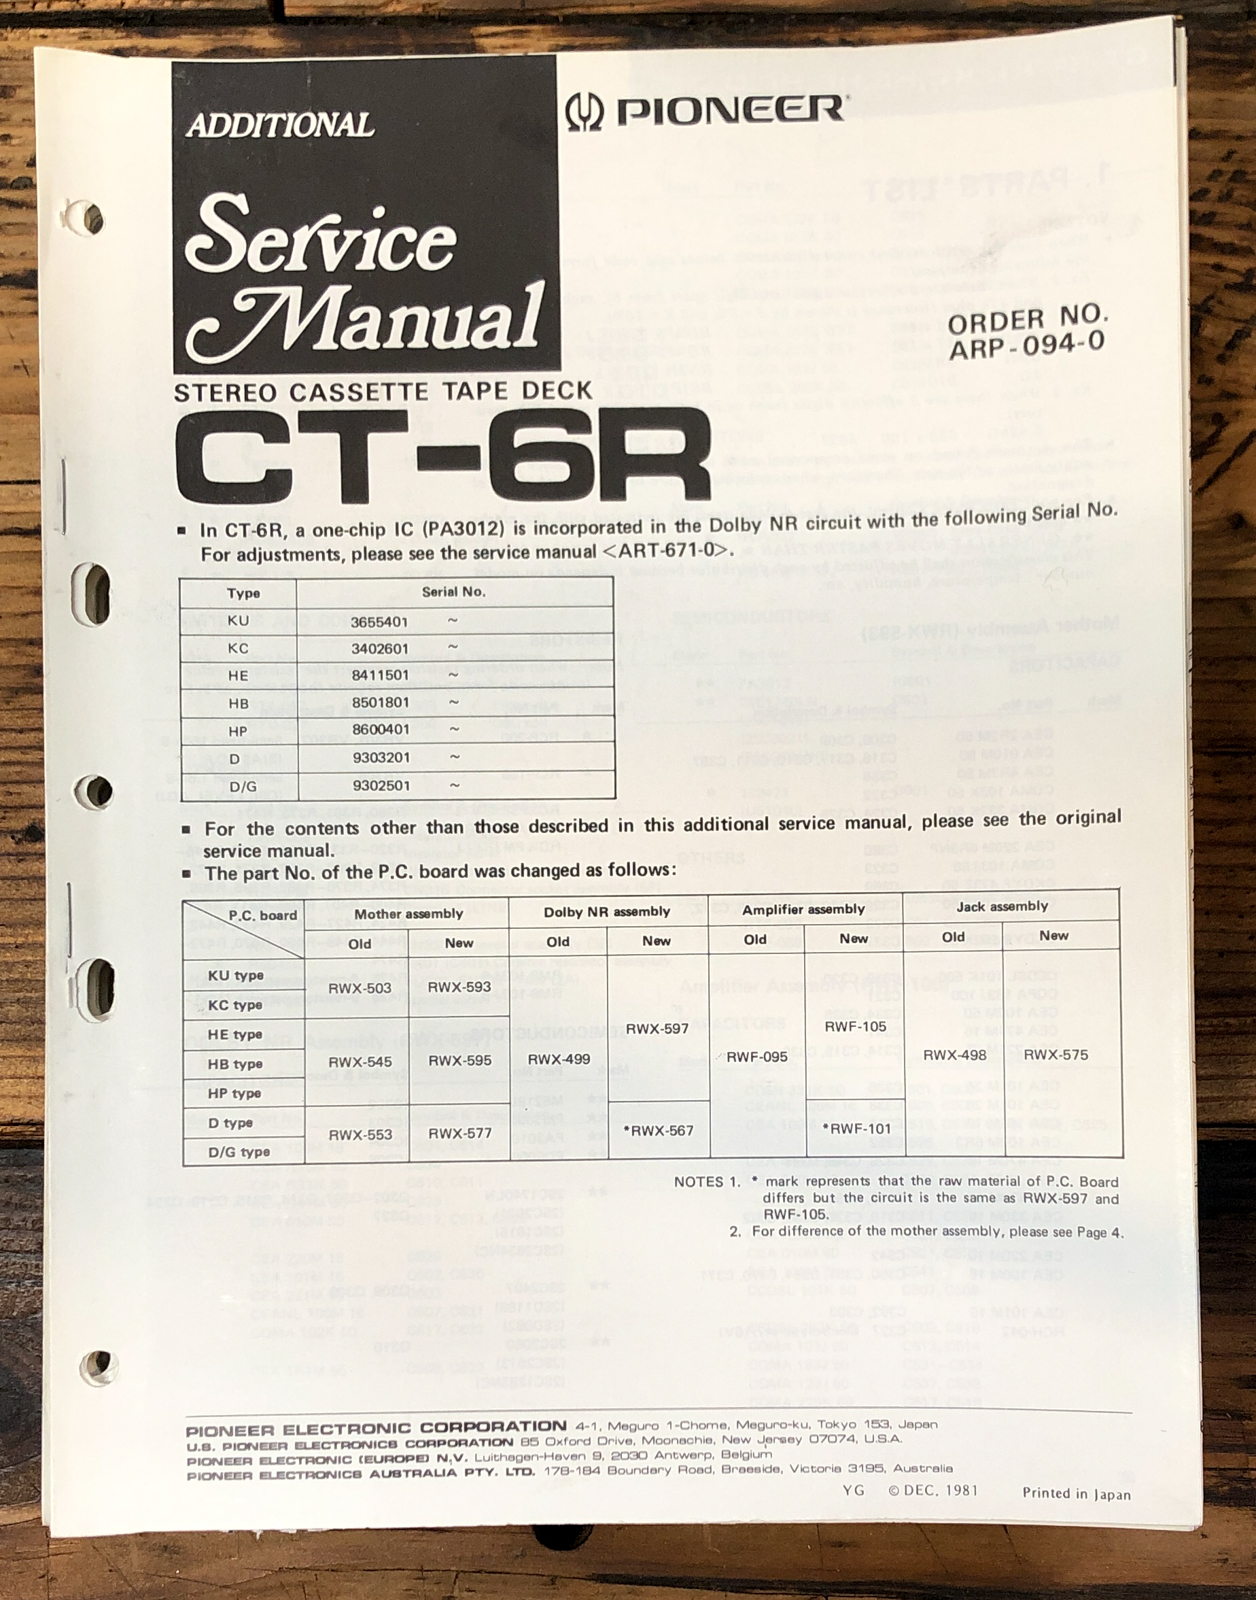 ADDITIONAL
Service
Manual
PIONEER
ORDER NO.
ARP-094-0
STEREO CASSETTE TAPE DECK
CT-6R
■ In CT-6R, a one-chip IC (PA3012) is incorporated in the Dolby NR circuit with the following Serial No.
For adjustments, please see the service manual <ART-671-0>.
Type Serial No.
KU 3655401 ~
KC 3402601 ~
HE 8411501 ~
HB 8501801 ~
HP 8600401 ~
D 9303201 ~
D/G 9302501 ~
■ For the contents other than those described in this additional service manual, please see the original
service manual.
■ The part No. of the P.C. board was changed as follows:
P.C. board Mother assembly Dolby NR assembly Amplifier assembly Jack assembly
Old New Old New Old New Old New
KU type
KC type
RWX-503 RWX-593
HE type
HB type
HP type
RWX-545 RWX-595
D type
D/G type
RWX-553 RWX-577
RWX-499
RWX-597
*RWX-567
RWF-095
RWF-105
*RWF-101
RWX-498 RWX-575
NOTES 1. * mark represents that the raw material of P.C. Board
differs but the circuit is the same as RWX-597 and
RWF-105.
2. For difference of the mother assembly, please see Page 4.
PIONEER ELECTRONIC CORPORATION 4-1, Meguro 1-Chome, Meguro-ku, Tokyo 153, Japan
U.S. PIONEER ELECTRONICS CORPORATION 85 Oxford Drive, Moonachie, New Jersey 07074, U.S.A.
PIONEER ELECTRONIC (EUROPE) N.V. Luithagen-Haven 9, 2030 Antwerp, Belgium
PIONEER ELECTRONICS AUSTRALIA PTY. LTD. 178-184 Boundary Road, Braeside, Victoria 3195, Australia
YG © DEC. 1981 Printed in Japan